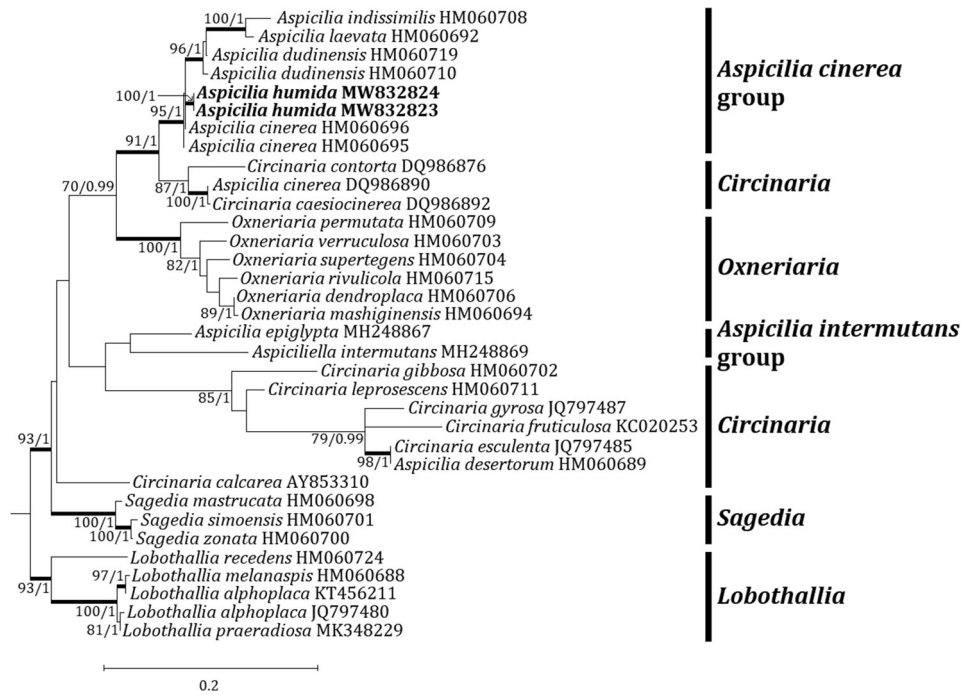 100/1
Aspicilia indissimilis HM060708
Aspicilia laevata HM060692
96/1
Aspicilia dudinensis HM060719
Aspicilia dudinensis HM060710
100/1
Aspicilia humida MW832824
Aspicilia humida MW832823
95/1
Aspicilia cinerea HM060696
91/1
Aspicilia cinerea HM060695
Aspicilia cinerea
group
Circinaria contorta DQ986876
70/0.99
87/1
Aspicilia cinerea DQ986890
100/1
Circinaria caesiocinerea DQ986892
Circinaria
Oxneriaria permutata HM060709
100/1
Oxneriaria verruculosa HM060703
82/1
Oxneriaria supertegens HM060704
Oxneriaria rivulicola HM060715
Oxneriaria dendroplaca HM060706
89/1
Oxneriaria mashiginensis HM060694
Oxneriaria
Aspicilia epiglypta MH248867
Aspiciliella intermutans MH248869
Aspicilia intermutans
group
Circinaria gibbosa HM060702
85/1
Circinaria leprosescens HM060711
Circinaria gyrosa JQ797487
Circinaria fruticulosa KC020253
79/0.99
Circinaria esculenta JQ797485
98/1
Aspicilia desertorum HM060689
Circinaria
93/1
Circinaria calcarea AY853310
Sagedia mastrucata HM060698
100/1
Sagedia simoensis HM060701
100/1
Sagedia zonata HM060700
Sagedia
Lobothallia recedens HM060724
93/1
97/1
Lobothallia melanaspis HM060688
Lobothallia alphoplaca KT456211
100/1
Lobothallia alphoplaca JQ797480
81/1
Lobothallia praeradiosa MK348229
Lobothallia
0.2